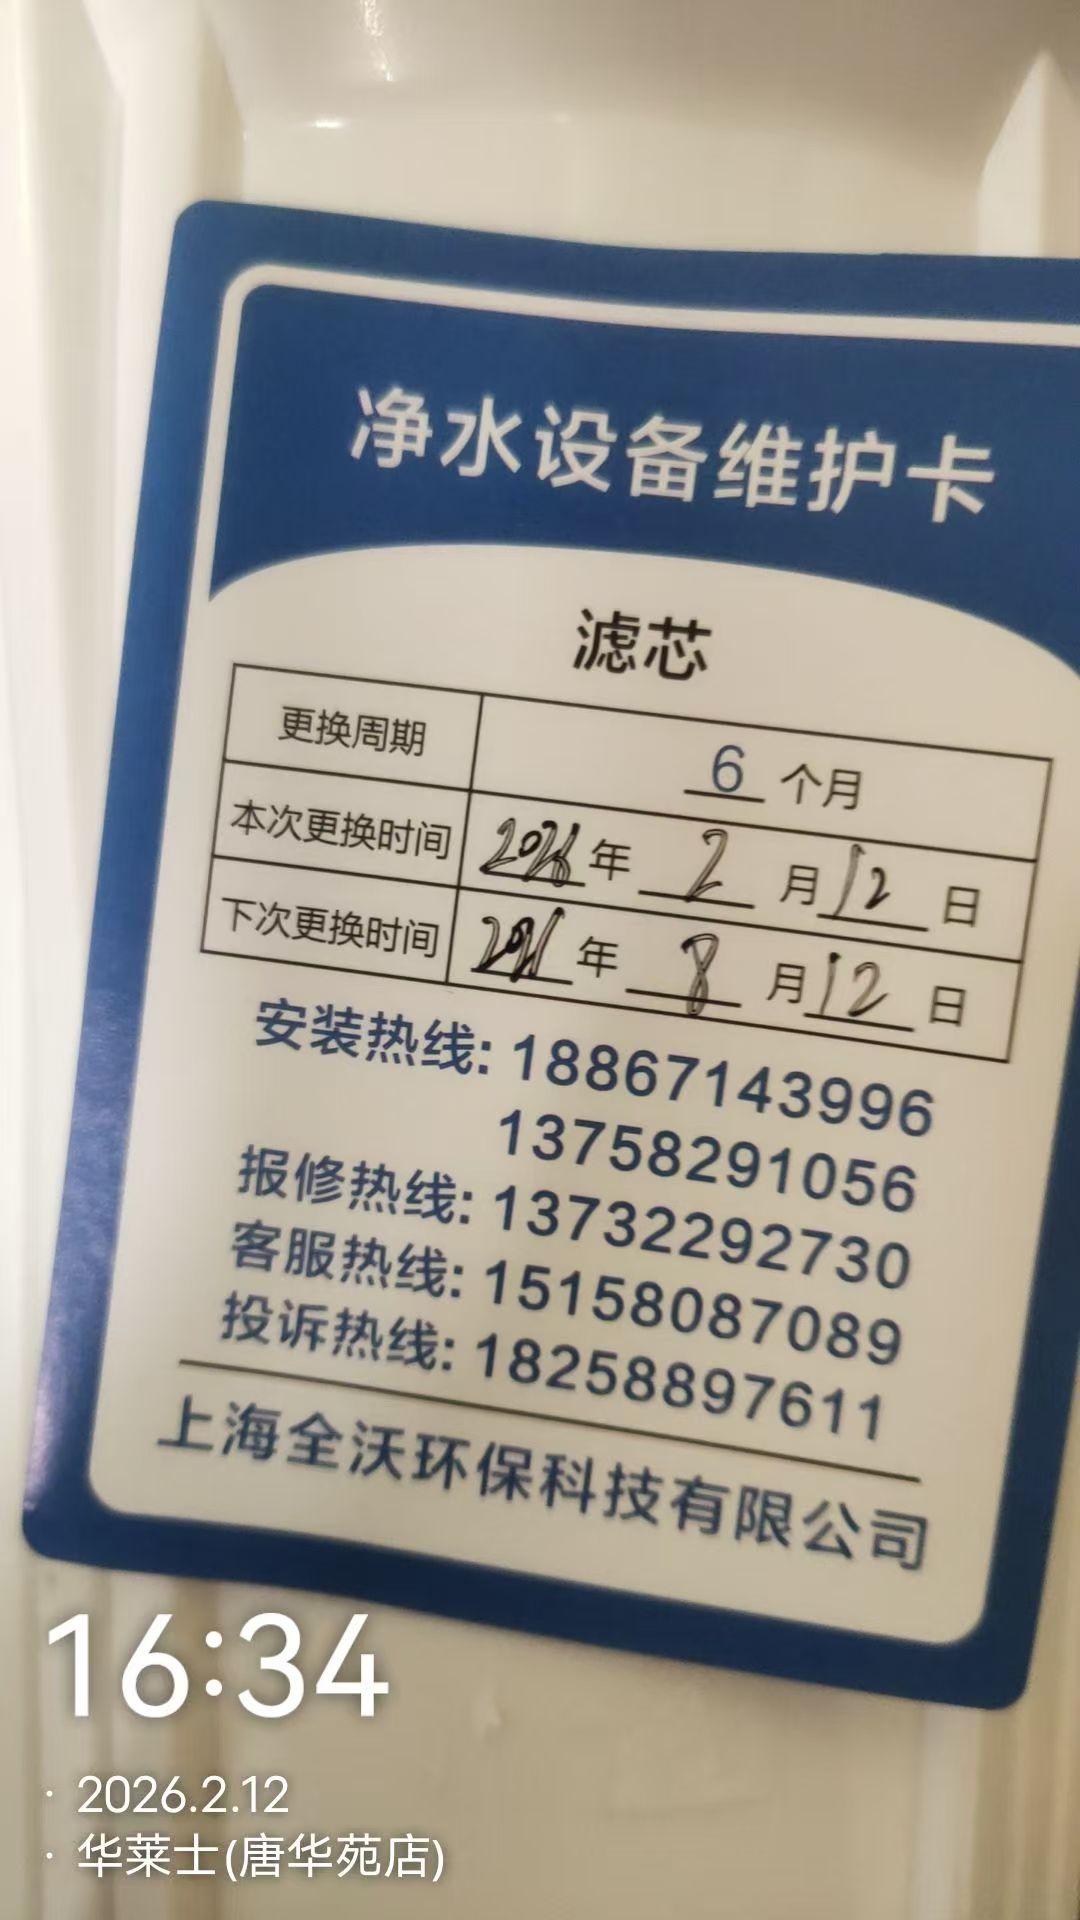 净水设备维护卡
滤芯
更换周期 6 个月
本次更换时间 2026 年 2 月 12 日
下次更换时间 年 8 月 12 日
安装热线: 18867143996
13758291056
报修热线: 13732292730
客服热线: 15158087089
投诉热线: 18258897611
上海全沃环保科技有限公司
16:34
· 2026.2.12
· 华莱士(唐华苑店)